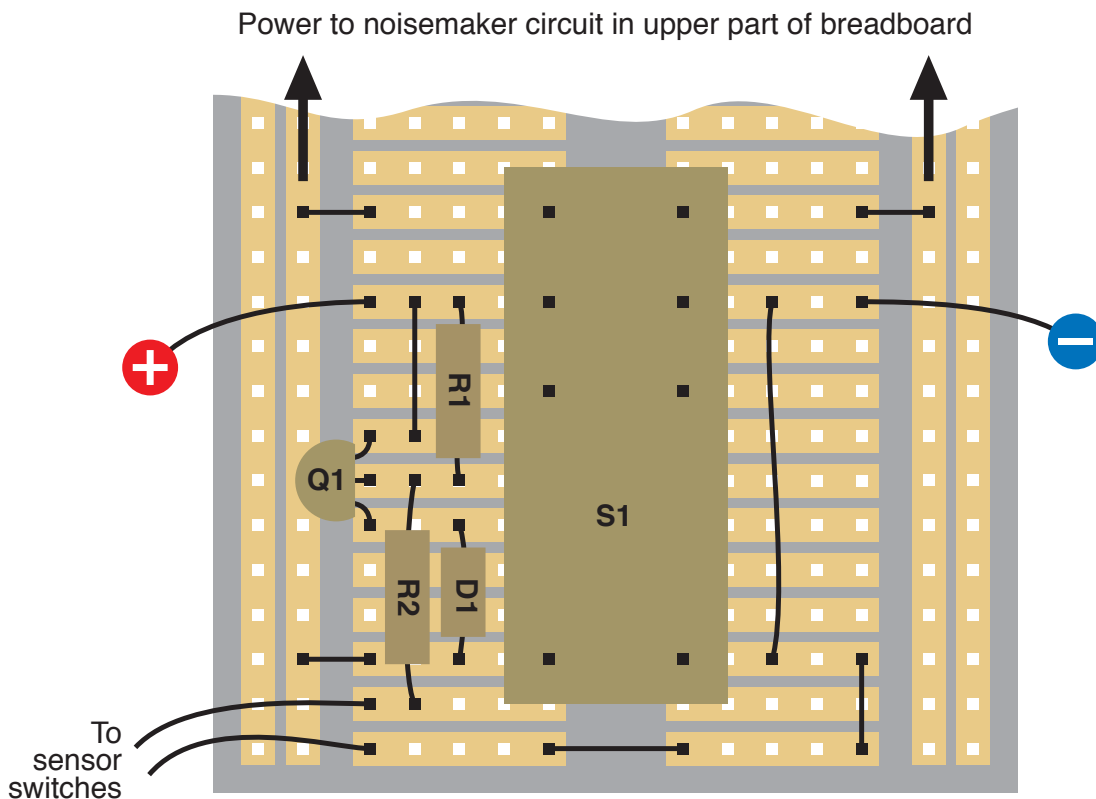 Power to noisemaker circuit in upper part of breadboard
+
−
R1
Q1
S1
R2
D1
To
sensor
switches